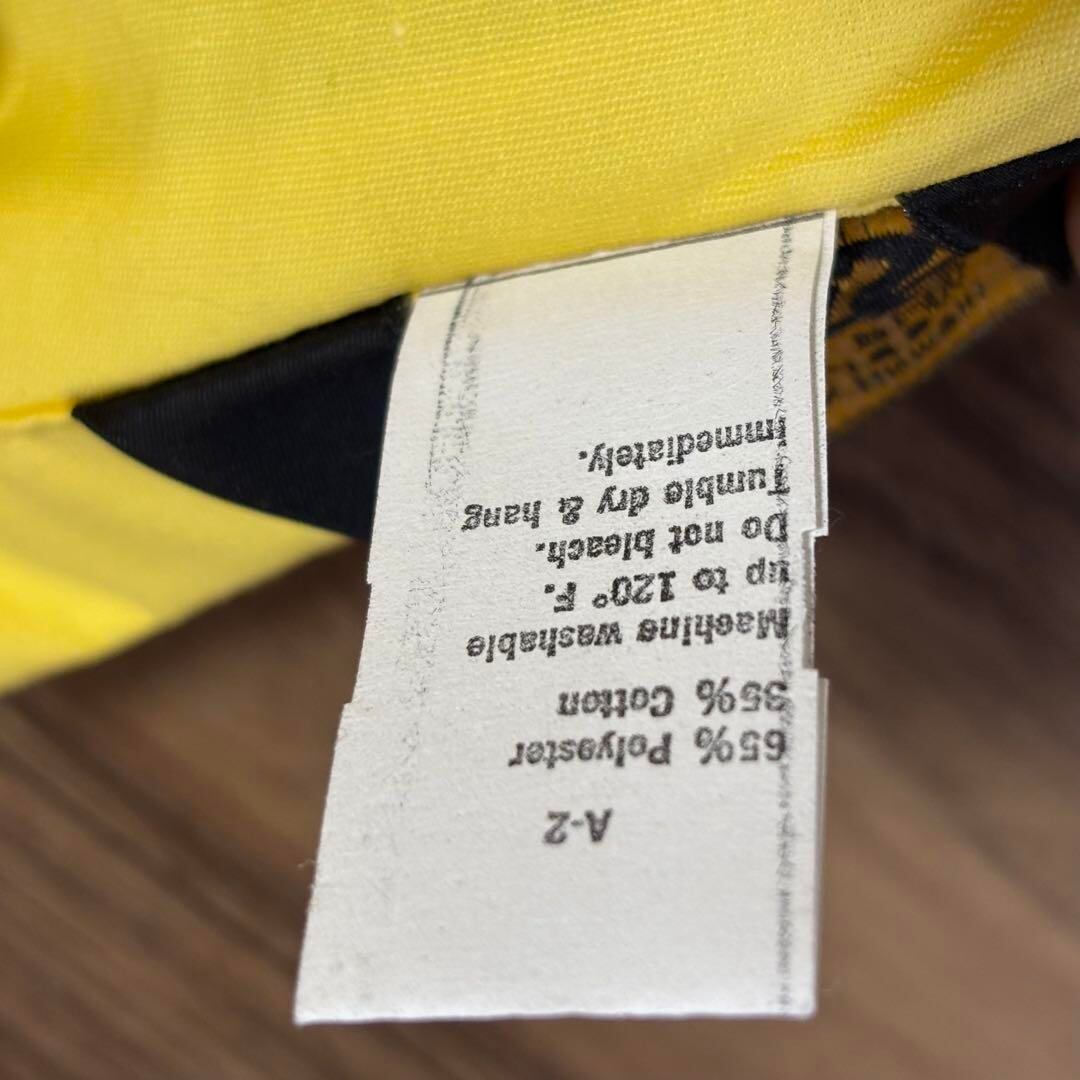 A-2
65% Polyester
35% Cotton
Machine washable
up to 120° F.
Do not bleach.
Tumble dry & hang
immediately.